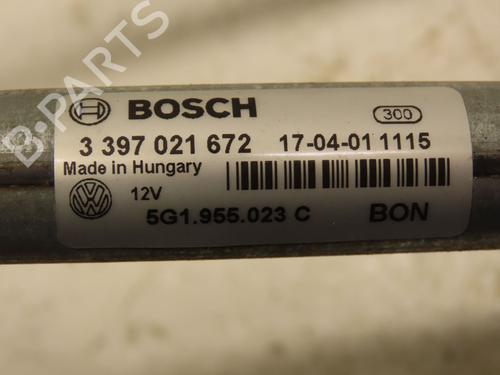 B-PARTS
BOSCH
300
3 397 021 672 17-04-01 1115
Made in Hungary
12V
5G1.955.023 C BON